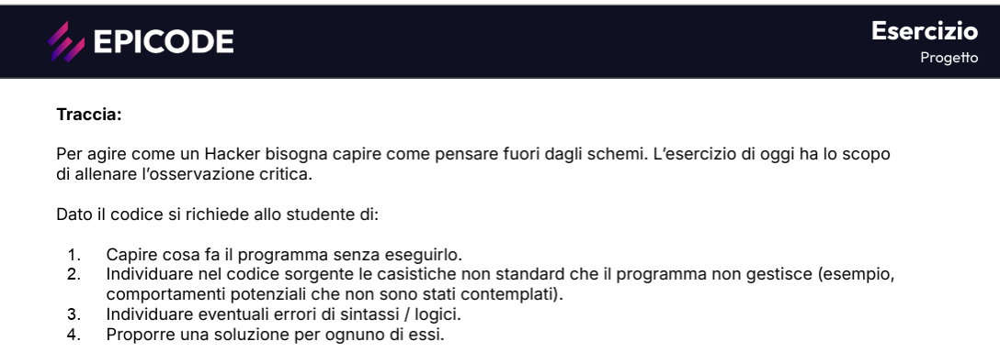 EPICODE
Esercizio
Progetto
Traccia:
Per agire come un Hacker bisogna capire come pensare fuori dagli schemi. L’esercizio di oggi ha lo scopo
di allenare l’osservazione critica.
Dato il codice si richiede allo studente di:
1. Capire cosa fa il programma senza eseguirlo.
2. Individuare nel codice sorgente le casistiche non standard che il programma non gestisce (esempio,
comportamenti potenziali che non sono stati contemplati).
3. Individuare eventuali errori di sintassi / logici.
4. Proporre una soluzione per ognuno di essi.